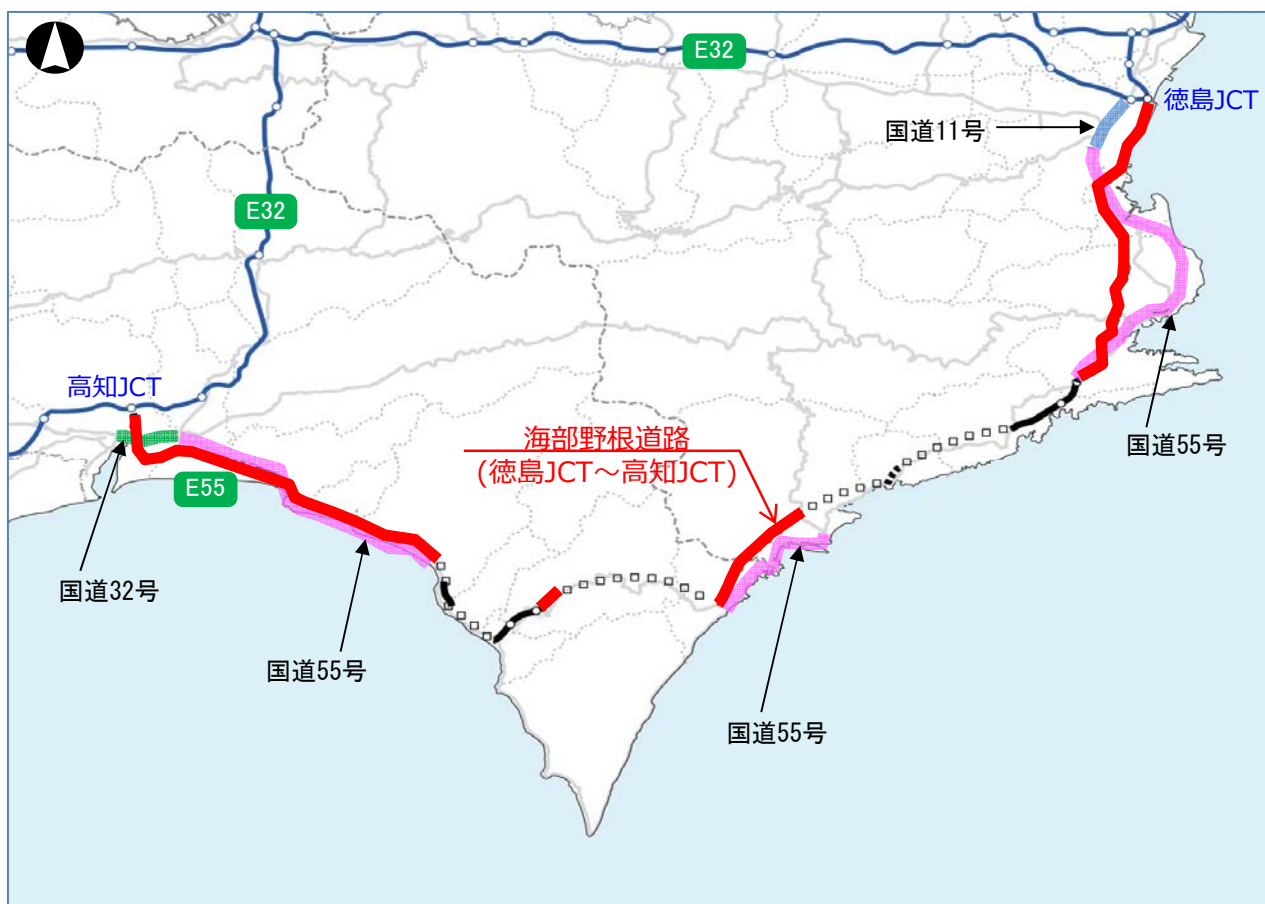 E32
徳島JCT
国道11号
E32
高知JCT
海部野根道路
(徳島JCT~高知JCT)
国道55号
E55
国道32号
国道55号
国道55号